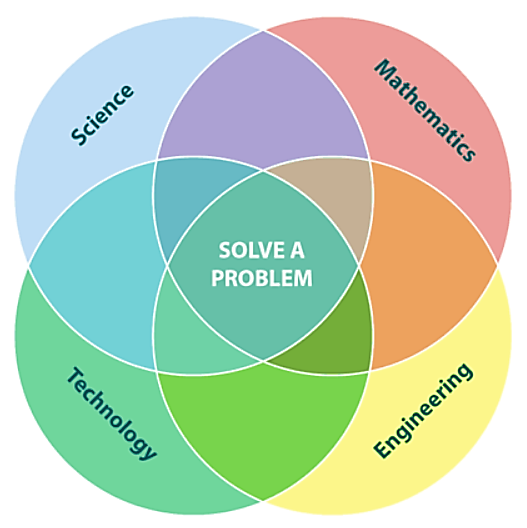 Science
Mathematics
SOLVE A
PROBLEM
Technology
Engineering